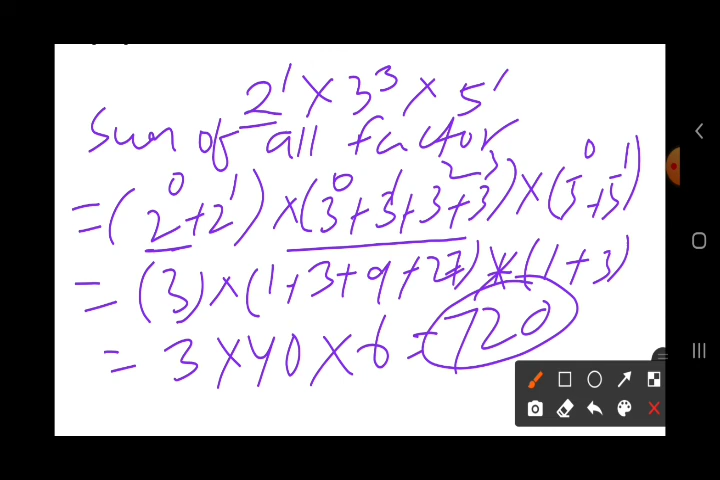 2¹ × 3³ × 5¹
Sum of all factor
= (2⁰+2¹) × (3⁰+3¹+3²+3³) × (5⁰+5¹)
= (3) × (1+3+9+27) × (1+5)
= 3 × 40 × 6 = 720